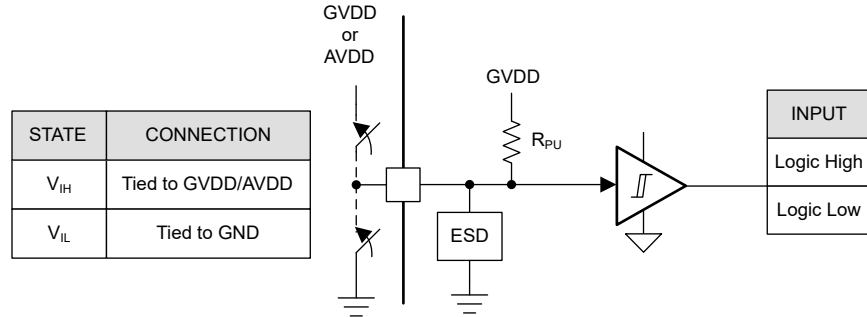 GVDD
or
AVDD
STATE CONNECTION
V_IH Tied to GVDD/AVDD
V_IL Tied to GND
GVDD
R_PU
ESD
INPUT
Logic High
Logic Low